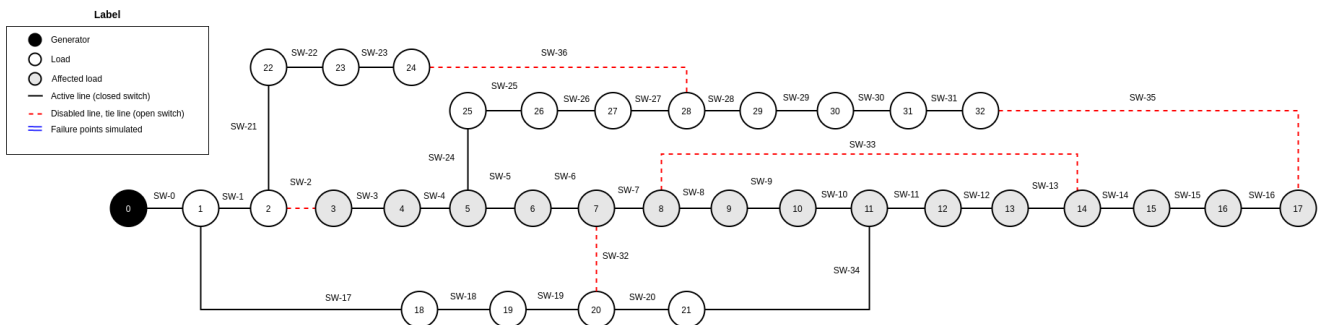 Label
Generator
Load
Affected load
Active line (closed switch)
Disabled line, tie line (open switch)
Failure points simulated
SW-22 SW-23 SW-36
22 23 24
SW-25 SW-26 SW-27 SW-28 SW-29 SW-30 SW-31 SW-35
25 26 27 28 29 30 31 32
SW-21
SW-24
SW-33
SW-0 SW-1 SW-2 SW-3 SW-4 SW-5 SW-6 SW-7 SW-8 SW-9 SW-10 SW-11 SW-12 SW-13 SW-14 SW-15 SW-16
0 1 2 3 4 5 6 7 8 9 10 11 12 13 14 15 16 17
SW-32
SW-34
SW-17 SW-18 SW-19 SW-20
18 19 20 21